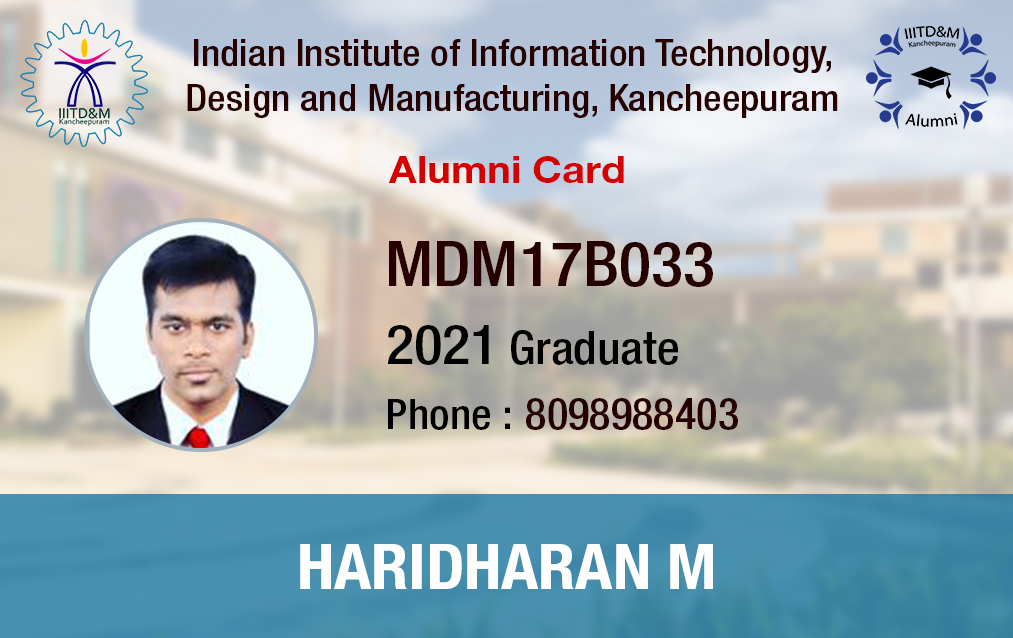 IIITD&M
Kancheepuram
Indian Institute of Information Technology,
Design and Manufacturing, Kancheepuram
IIITD&M
Kancheepuram
Alumni
Alumni Card
MDM17B033
2021 Graduate
Phone : 8098988403
HARIDHARAN M